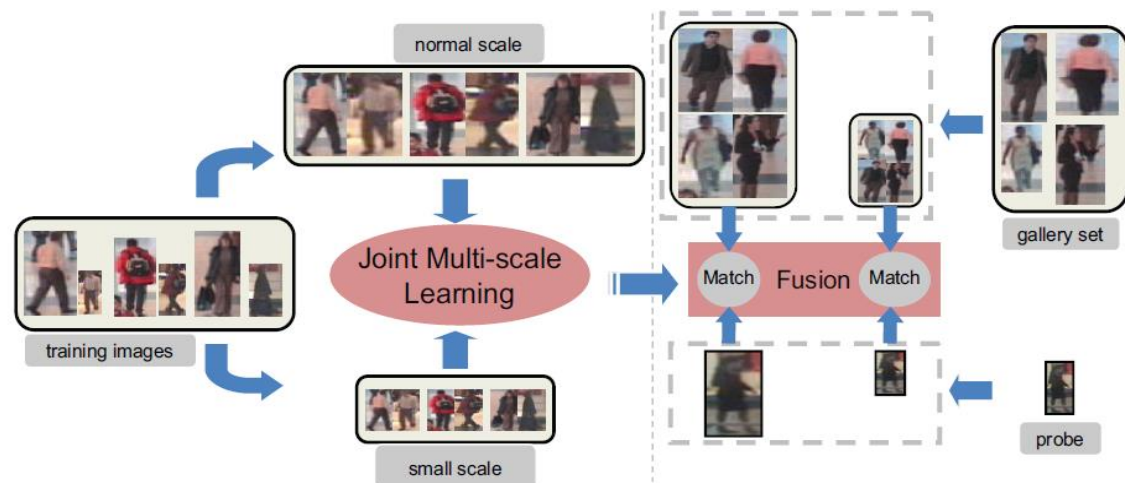 normal scale
Joint Multi-scale
Learning
training images
small scale
gallery set
Match
Fusion
Match
probe